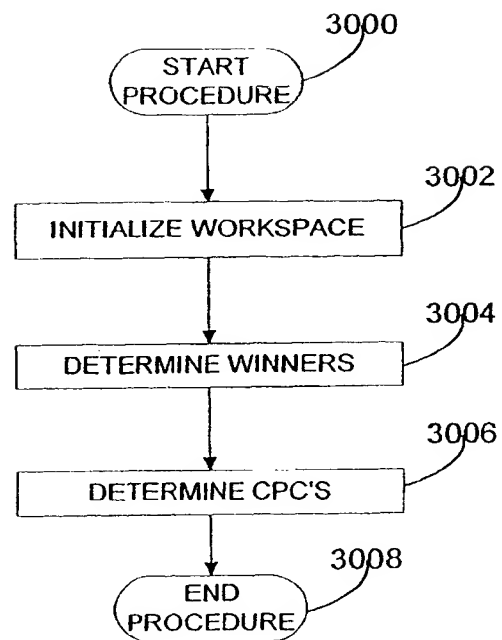 3000
START
PROCEDURE
3002
INITIALIZE WORKSPACE
3004
DETERMINE WINNERS
3006
DETERMINE CPC'S
3008
END
PROCEDURE